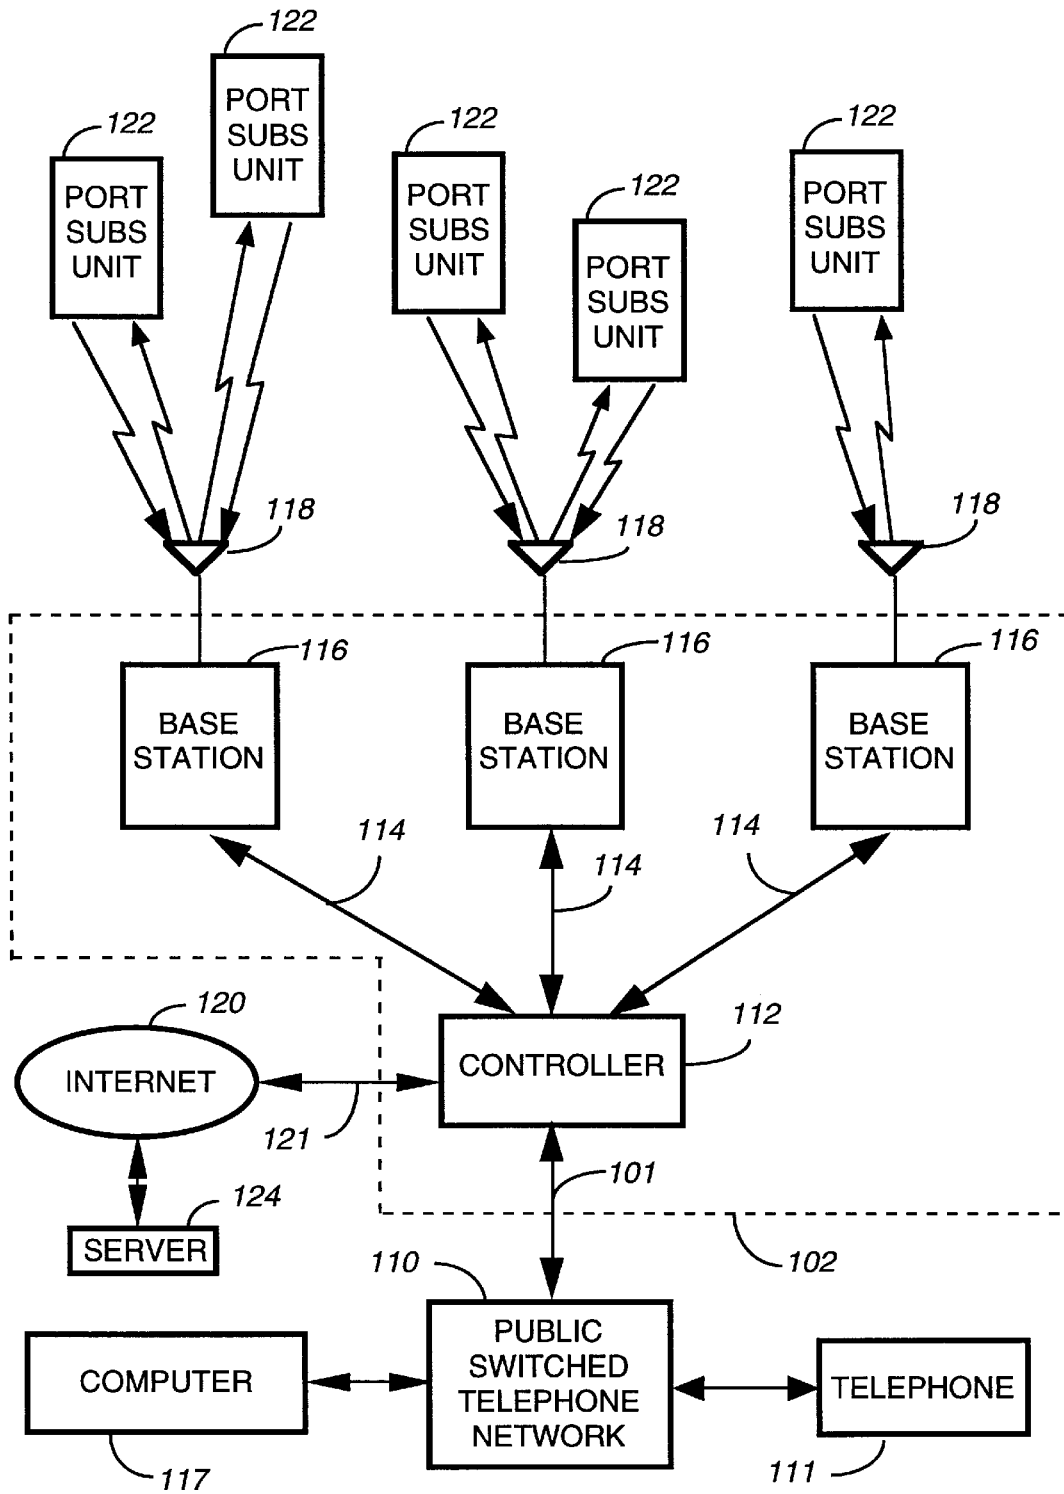 122
122
PORT
SUBS
UNIT
122
PORT
SUBS
UNIT
122
PORT
SUBS
UNIT
122
PORT
SUBS
UNIT
PORT
SUBS
UNIT
118
118
118
116
116
116
BASE
STATION
BASE
STATION
BASE
STATION
114
114
114
120
112
INTERNET
CONTROLLER
121
101
124
SERVER
102
110
PUBLIC
SWITCHED
TELEPHONE
NETWORK
COMPUTER
TELEPHONE
117
111